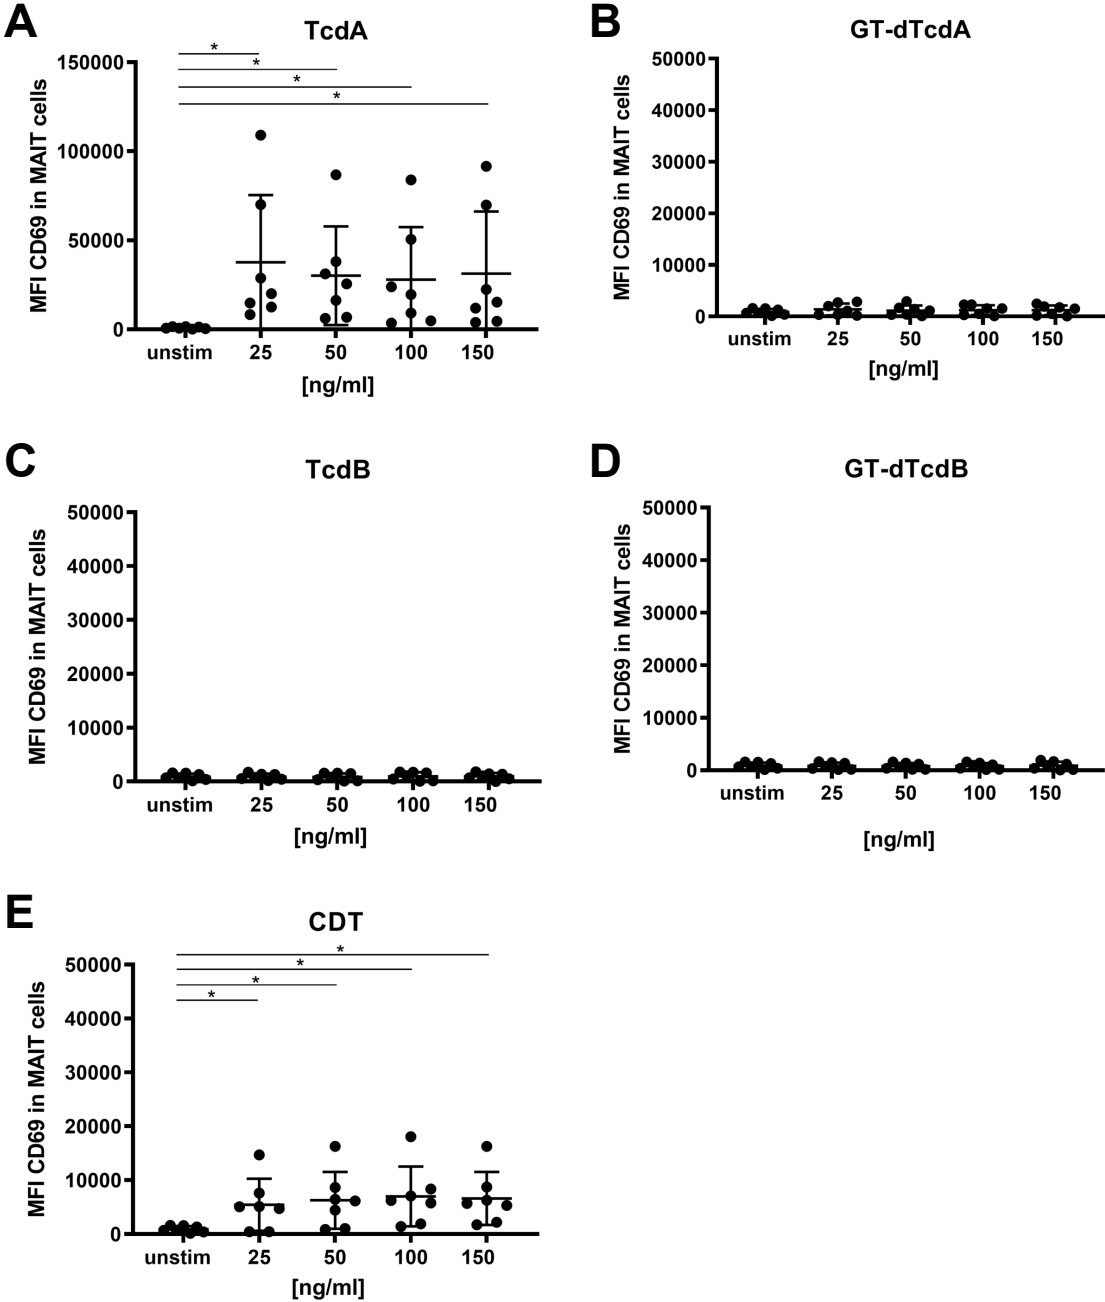 A
TcdA
*
*
*
*
MFI CD69 in MAIT cells
150000
100000
50000
0
unstim 25 50 100 150
[ng/ml]
B
GT-dTcdA
MFI CD69 in MAIT cells
50000
40000
30000
20000
10000
0
unstim 25 50 100 150
[ng/ml]
C
TcdB
MFI CD69 in MAIT cells
50000
40000
30000
20000
10000
0
unstim 25 50 100 150
[ng/ml]
D
GT-dTcdB
MFI CD69 in MAIT cells
50000
40000
30000
20000
10000
0
unstim 25 50 100 150
[ng/ml]
E
CDT
*
*
*
*
MFI CD69 in MAIT cells
50000
40000
30000
20000
10000
0
unstim 25 50 100 150
[ng/ml]